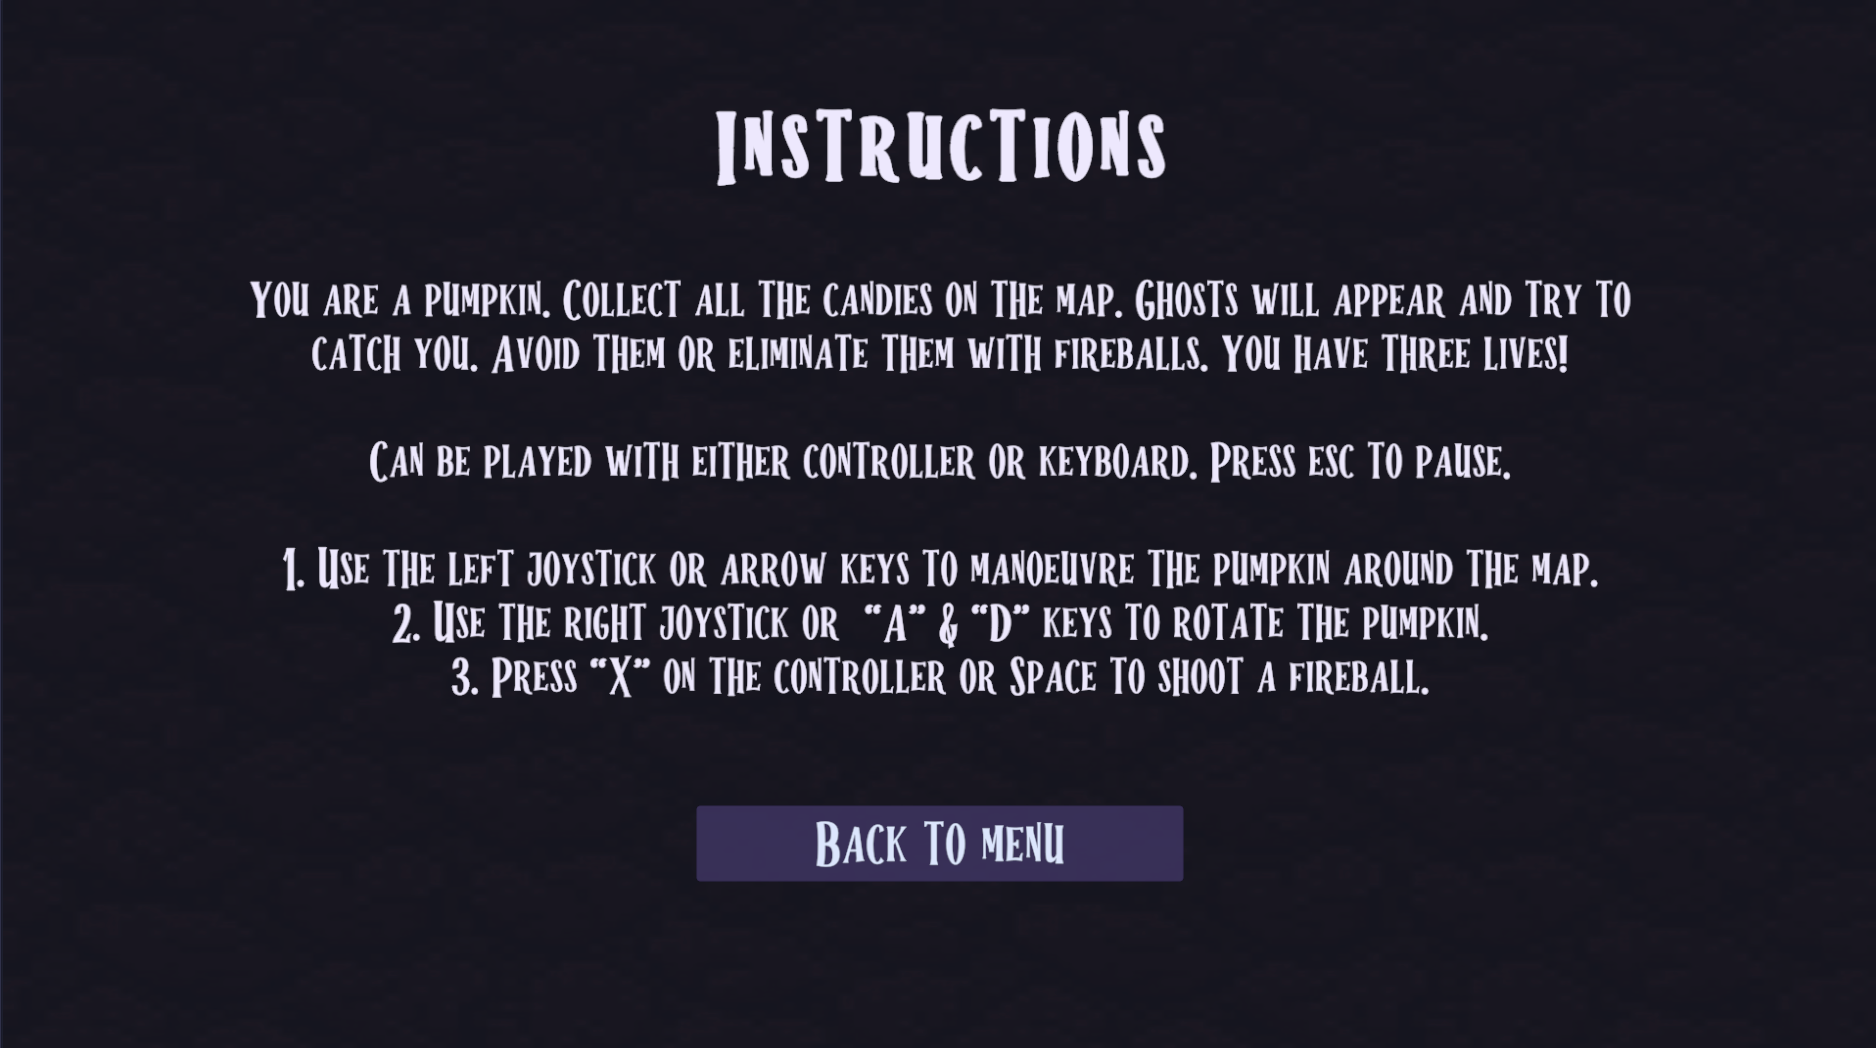 Instructions
You are a pumpkin. Collect all the candies on the map. Ghosts will appear and try to
catch you. Avoid them or eliminate them with fireballs. You have three lives!
Can be played with either controller or keyboard. Press esc to pause.
1. Use the left joystick or arrow keys to manoeuvre the pumpkin around the map.
2. Use the right joystick or “A” & “D” keys to rotate the pumpkin.
3. Press “X” on the controller or Space to shoot a fireball.
Back to menu